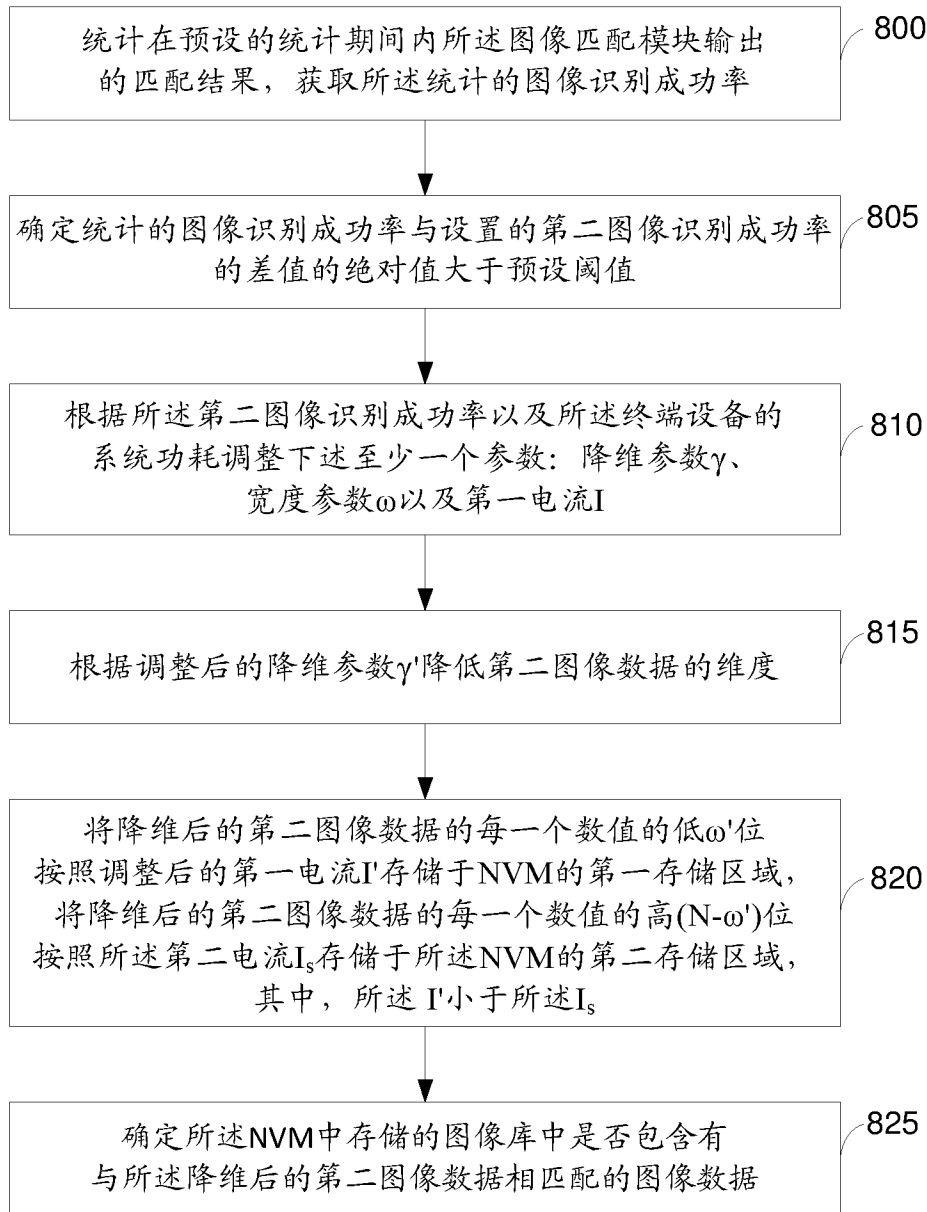 统计在预设的统计期间内所述图像匹配模块输出
的匹配结果，获取所述统计的图像识别成功率
800
确定统计的图像识别成功率与设置的第二图像识别成功率
的差值的绝对值大于预设阈值
805
根据所述第二图像识别成功率以及所述终端设备的
系统功耗调整下述至少一个参数：降维参数γ、
宽度参数ω以及第一电流I
810
根据调整后的降维参数γ'降低第二图像数据的维度
815
将降维后的第二图像数据的每一个数值的低ω'位
按照调整后的第一电流I'存储于NVM的第一存储区域，
将降维后的第二图像数据的每一个数值的高(N-ω')位
按照所述第二电流Is存储于所述NVM的第二存储区域，
其中，所述 I'小于所述Is
820
确定所述NVM中存储的图像库中是否包含有
与所述降维后的第二图像数据相匹配的图像数据
825